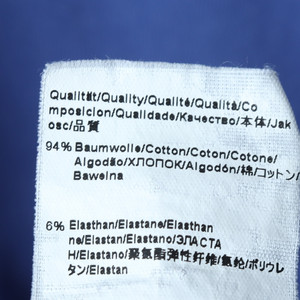 Qualität/Quality/Qualité/Qualità/Co
mposicion/Qualidade/Качество/本体/Jak
osc/品質
94% Baumwolle/Cotton/Coton/Cotone/
Algodão/ХЛОПОК/Algodón/棉/コットン/
Bawelna
6% Elasthan/Elastane/Elasthan
ne/Elastan/Elastano/ЭЛАСТА
Н/Elastano/聚氨酯弹性纤维/氨纶/ポリウレ
タン/Elastan